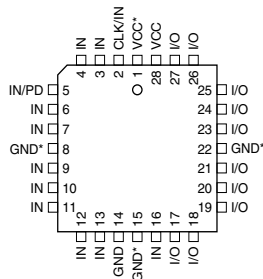 IN
IN
CLK/IN
VCC*
VCC
I/O
I/O
4
3
2
1
28
27
26
IN/PD 5
25 I/O
IN 6
24 I/O
IN 7
23 I/O
GND* 8
22 GND*
IN 9
21 I/O
IN 10
20 I/O
IN 11
19 I/O
12
13
14
15
16
17
18
IN
IN
GND
GND*
IN
I/O
I/O